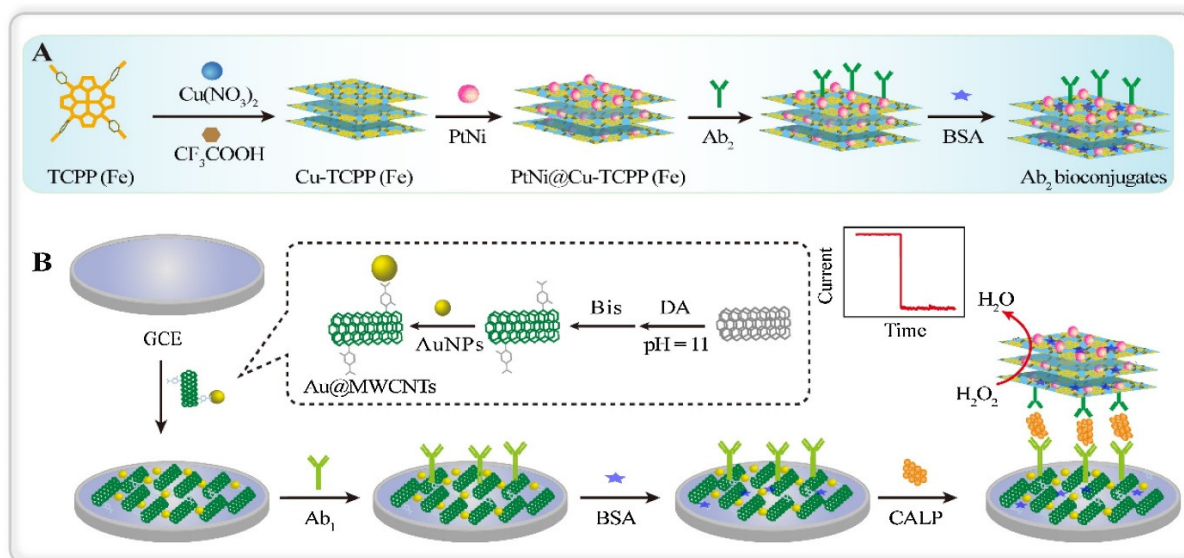 A
Cu(NO₃)₂
CF₃COOH
TCPP (Fe)
Cu-TCPP (Fe)
PtNi
PtNi@Cu-TCPP (Fe)
Ab₂
BSA
Ab₂ bioconjugates
B
GCE
Au@MWCNTs
AuNPs
Bis
DA
pH = 11
Current
Time
H₂O
H₂O₂
Ab₁
BSA
CALP